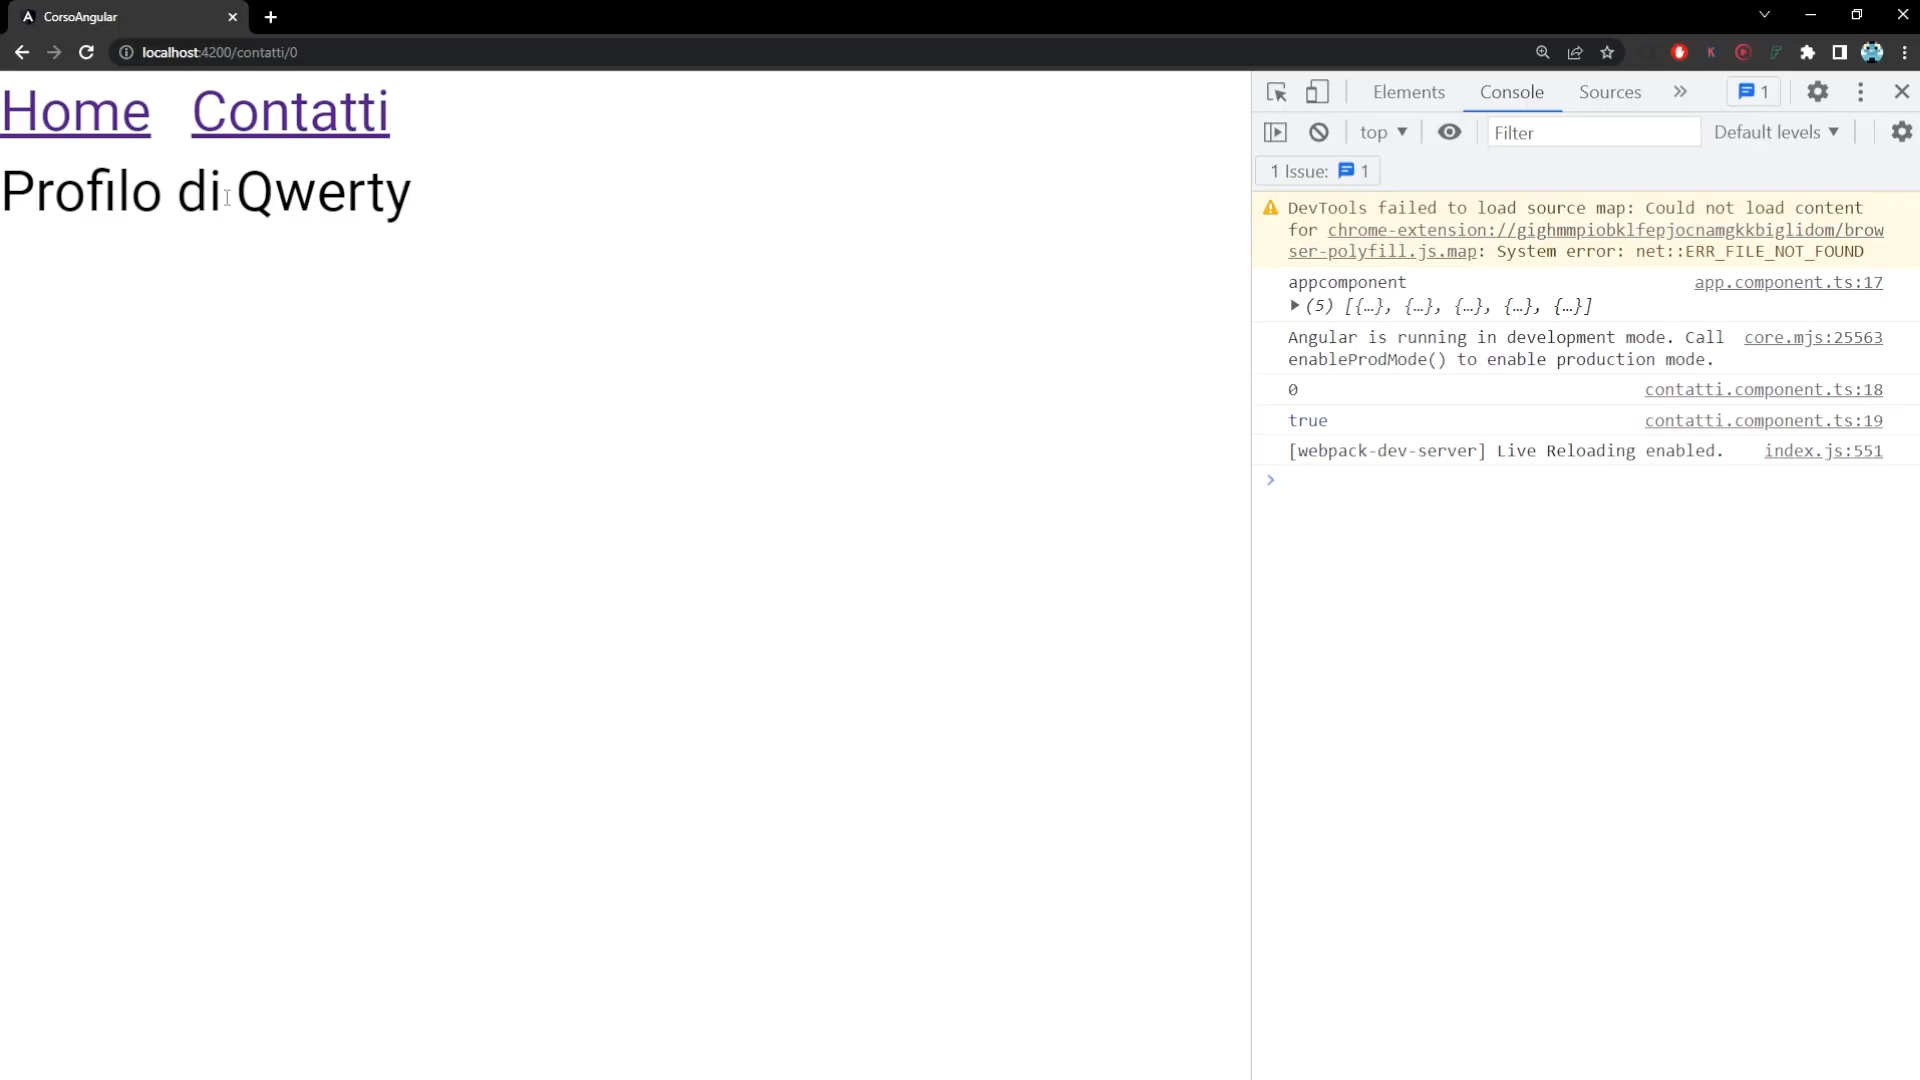 CorsoAngular
localhost:4200/contatti/0
Home Contatti
Profilo di Qwerty
Elements Console Sources 1
top Filter Default levels
1 Issue: 1
DevTools failed to load source map: Could not load content
for chrome-extension://gighmmpiobklfepjocnamgkkbiglidom/brow
ser-polyfill.js.map: System error: net::ERR_FILE_NOT_FOUND
appcomponent app.component.ts:17
(5) [{…}, {…}, {…}, {…}, {…}]
Angular is running in development mode. Call core.mjs:25563
enableProdMode() to enable production mode.
0 contatti.component.ts:18
true contatti.component.ts:19
[webpack-dev-server] Live Reloading enabled. index.js:551